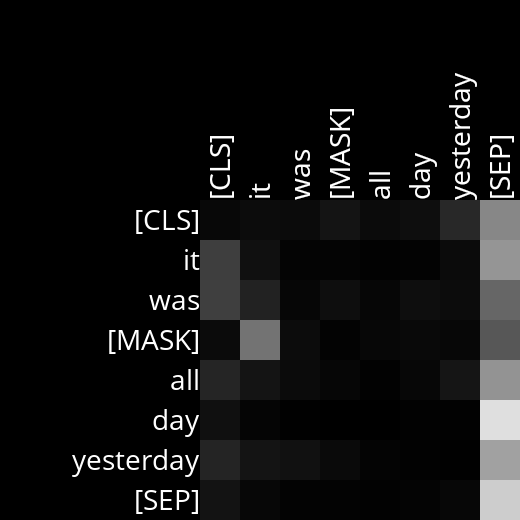 [CLS] it was [MASK] all day yesterday [SEP]
[CLS]
it
was
[MASK]
all
day
yesterday
[SEP]